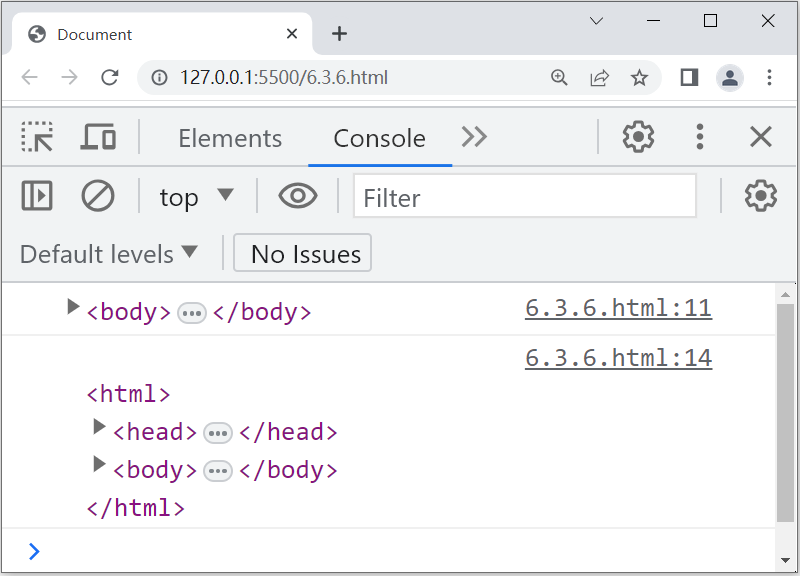 Document
127.0.0.1:5500/6.3.6.html
Elements Console
top Filter
Default levels No Issues
<body>…</body> 6.3.6.html:11
6.3.6.html:14
<html>
<head>…</head>
<body>…</body>
</html>